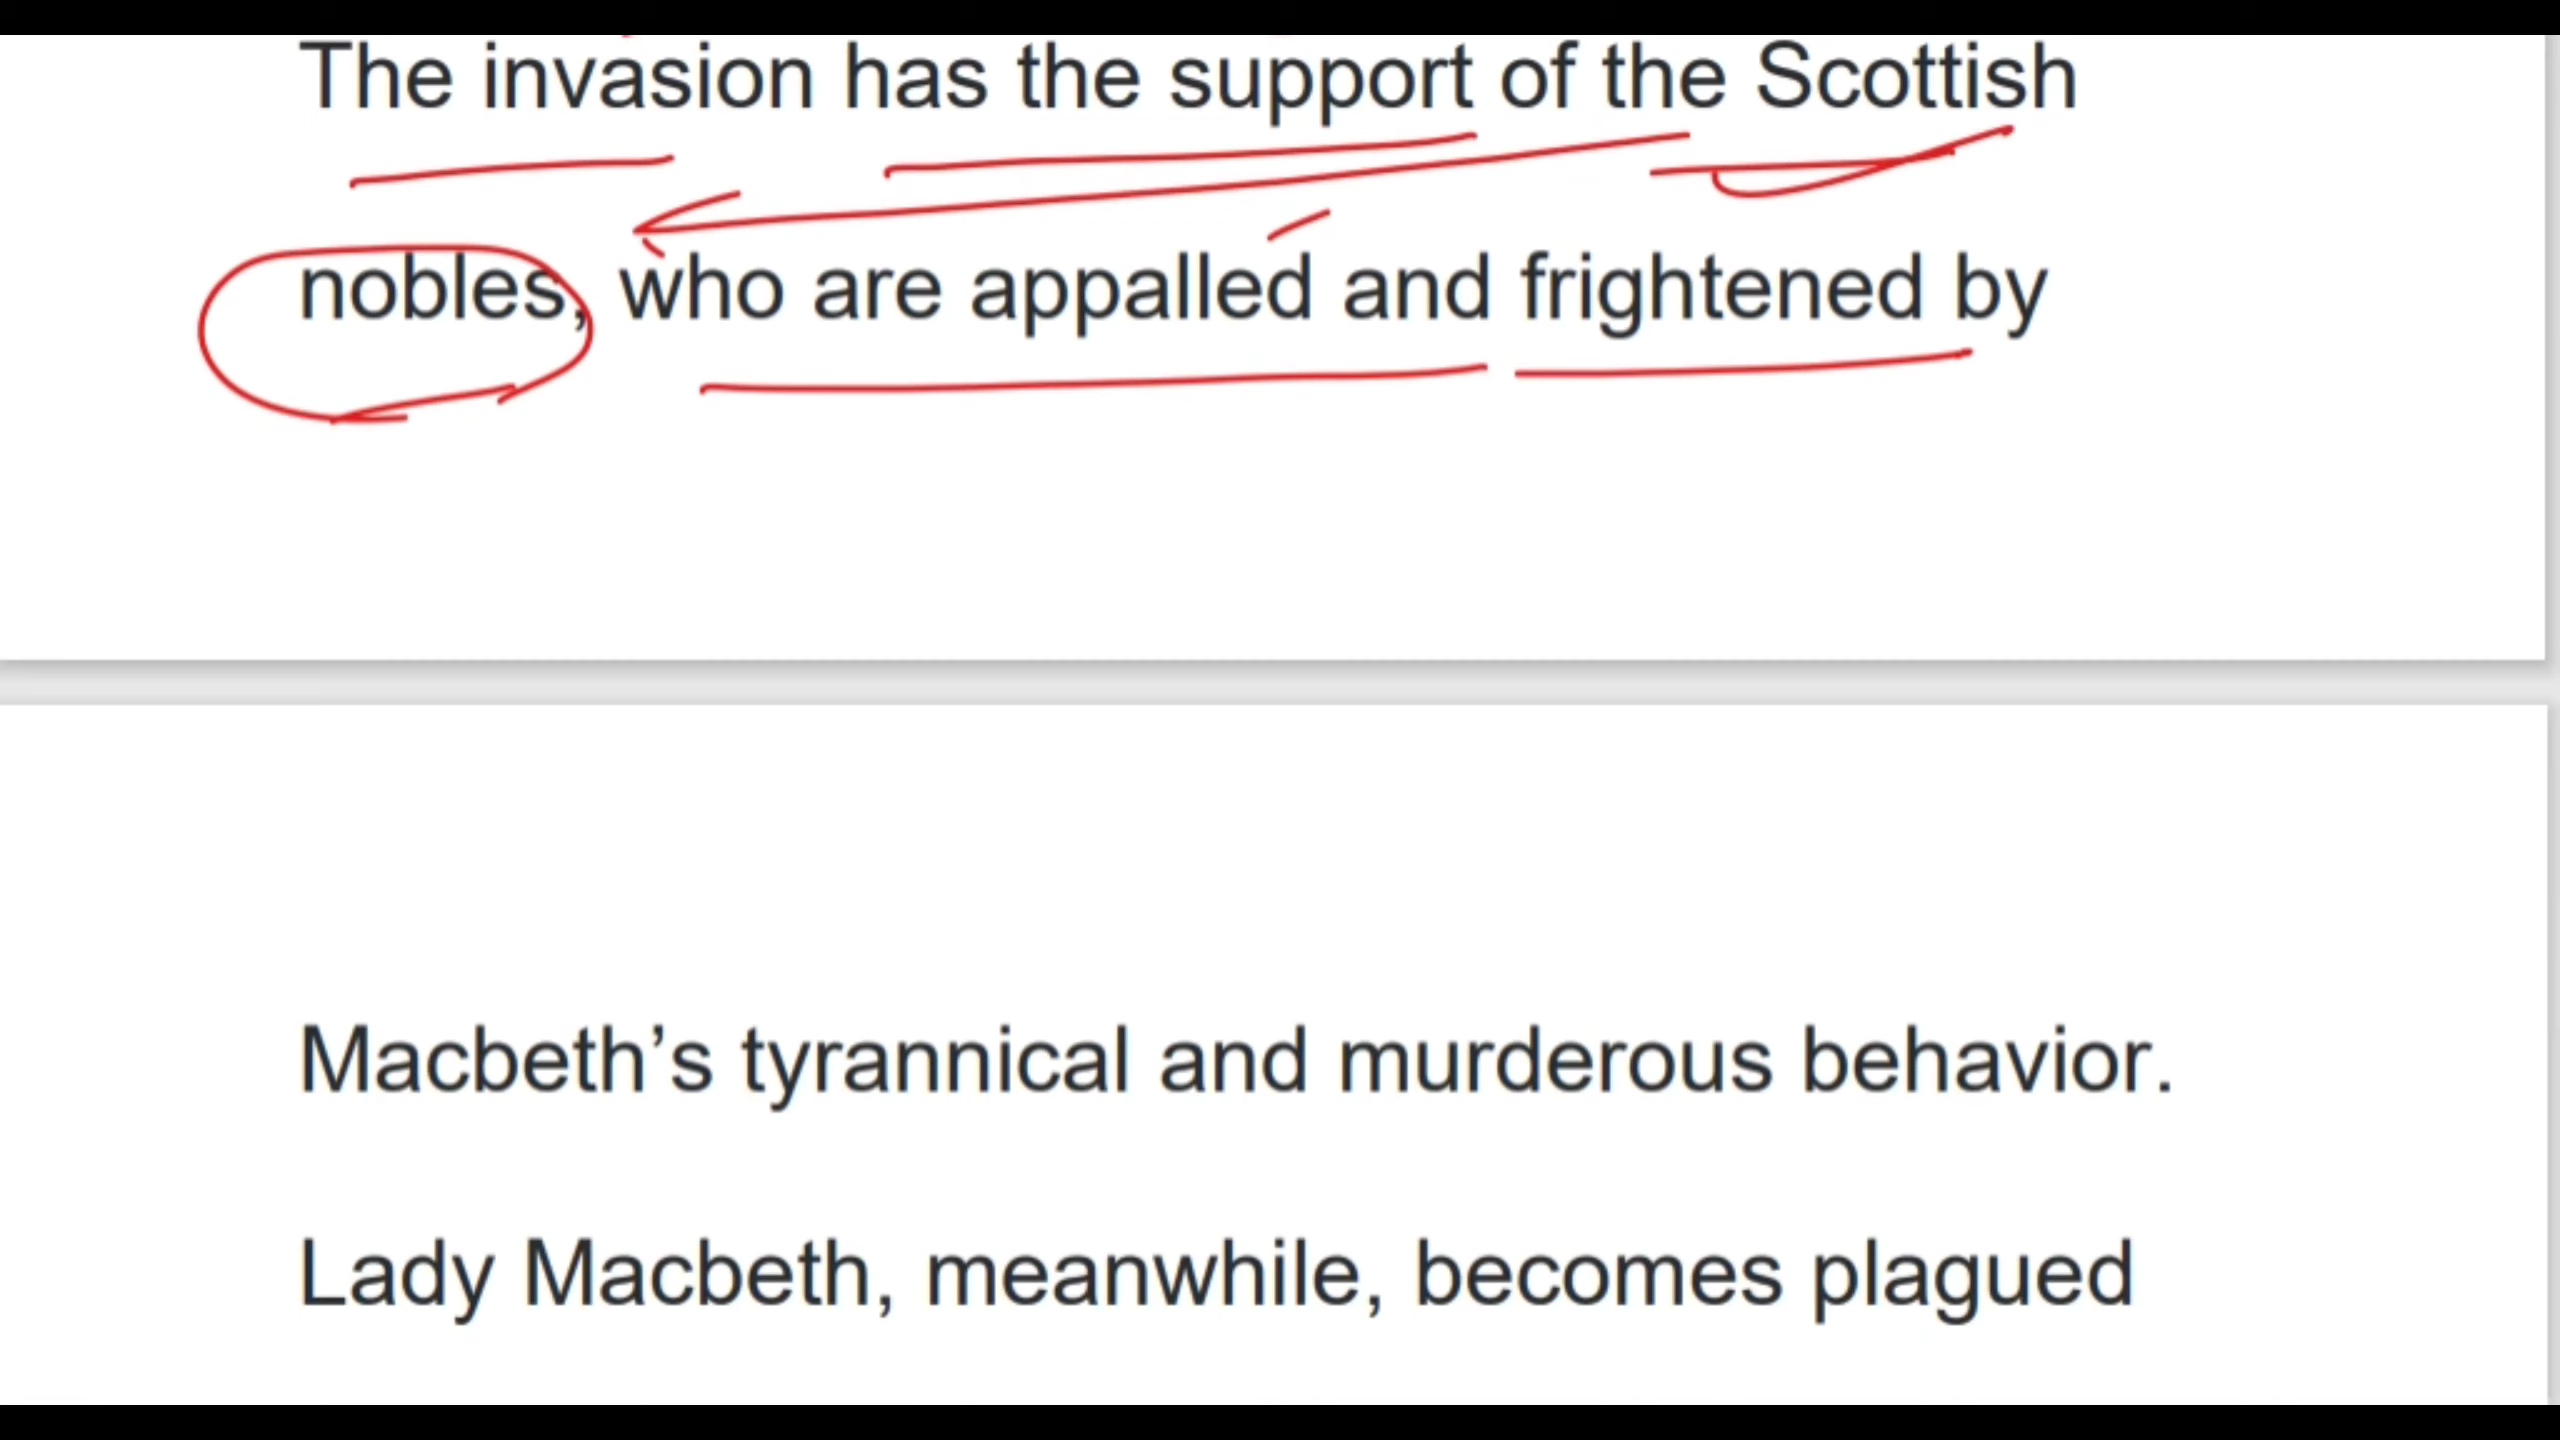 The invasion has the support of the Scottish
nobles, who are appalled and frightened by
Macbeth’s tyrannical and murderous behavior.
Lady Macbeth, meanwhile, becomes plagued